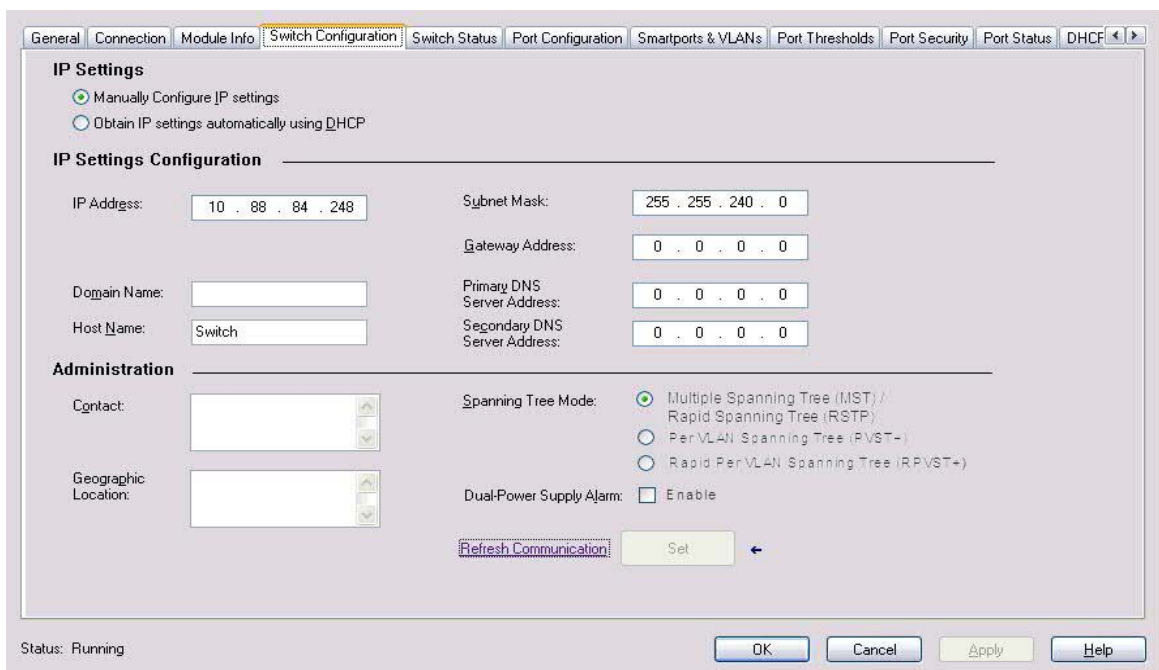 General Connection Module Info Switch Configuration Switch Status Port Configuration Smartports & VLANs Port Thresholds Port Security Port Status DHCP
IP Settings
Manually Configure IP settings
Obtain IP settings automatically using DHCP
IP Settings Configuration
IP Address: 10 . 88 . 84 . 248
Subnet Mask: 255 . 255 . 240 . 0
Gateway Address: 0 . 0 . 0 . 0
Domain Name:
Primary DNS
Server Address: 0 . 0 . 0 . 0
Host Name: Switch
Secondary DNS
Server Address: 0 . 0 . 0 . 0
Administration
Contact:
Spanning Tree Mode: Multiple Spanning Tree (MST) /
Rapid Spanning Tree (RSTP)
Per VLAN Spanning Tree (PVST+)
Rapid Per VLAN Spanning Tree (RPVST+)
Geographic
Location:
Dual-Power Supply Alarm: Enable
Refresh Communication Set
Status: Running
OK Cancel Apply Help